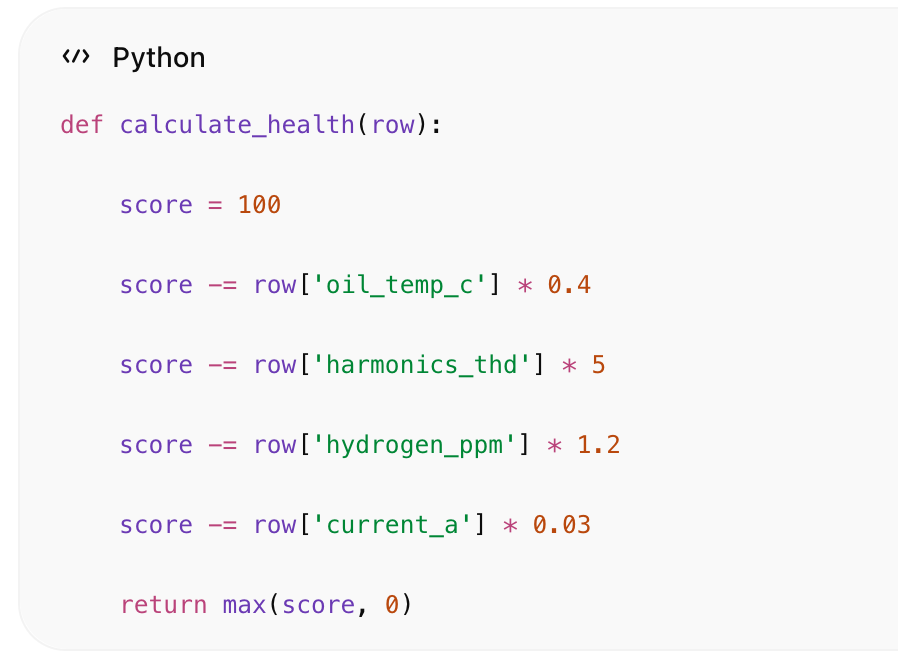 Python
def calculate_health(row):
score = 100
score -= row['oil_temp_c'] * 0.4
score -= row['harmonics_thd'] * 5
score -= row['hydrogen_ppm'] * 1.2
score -= row['current_a'] * 0.03
return max(score, 0)